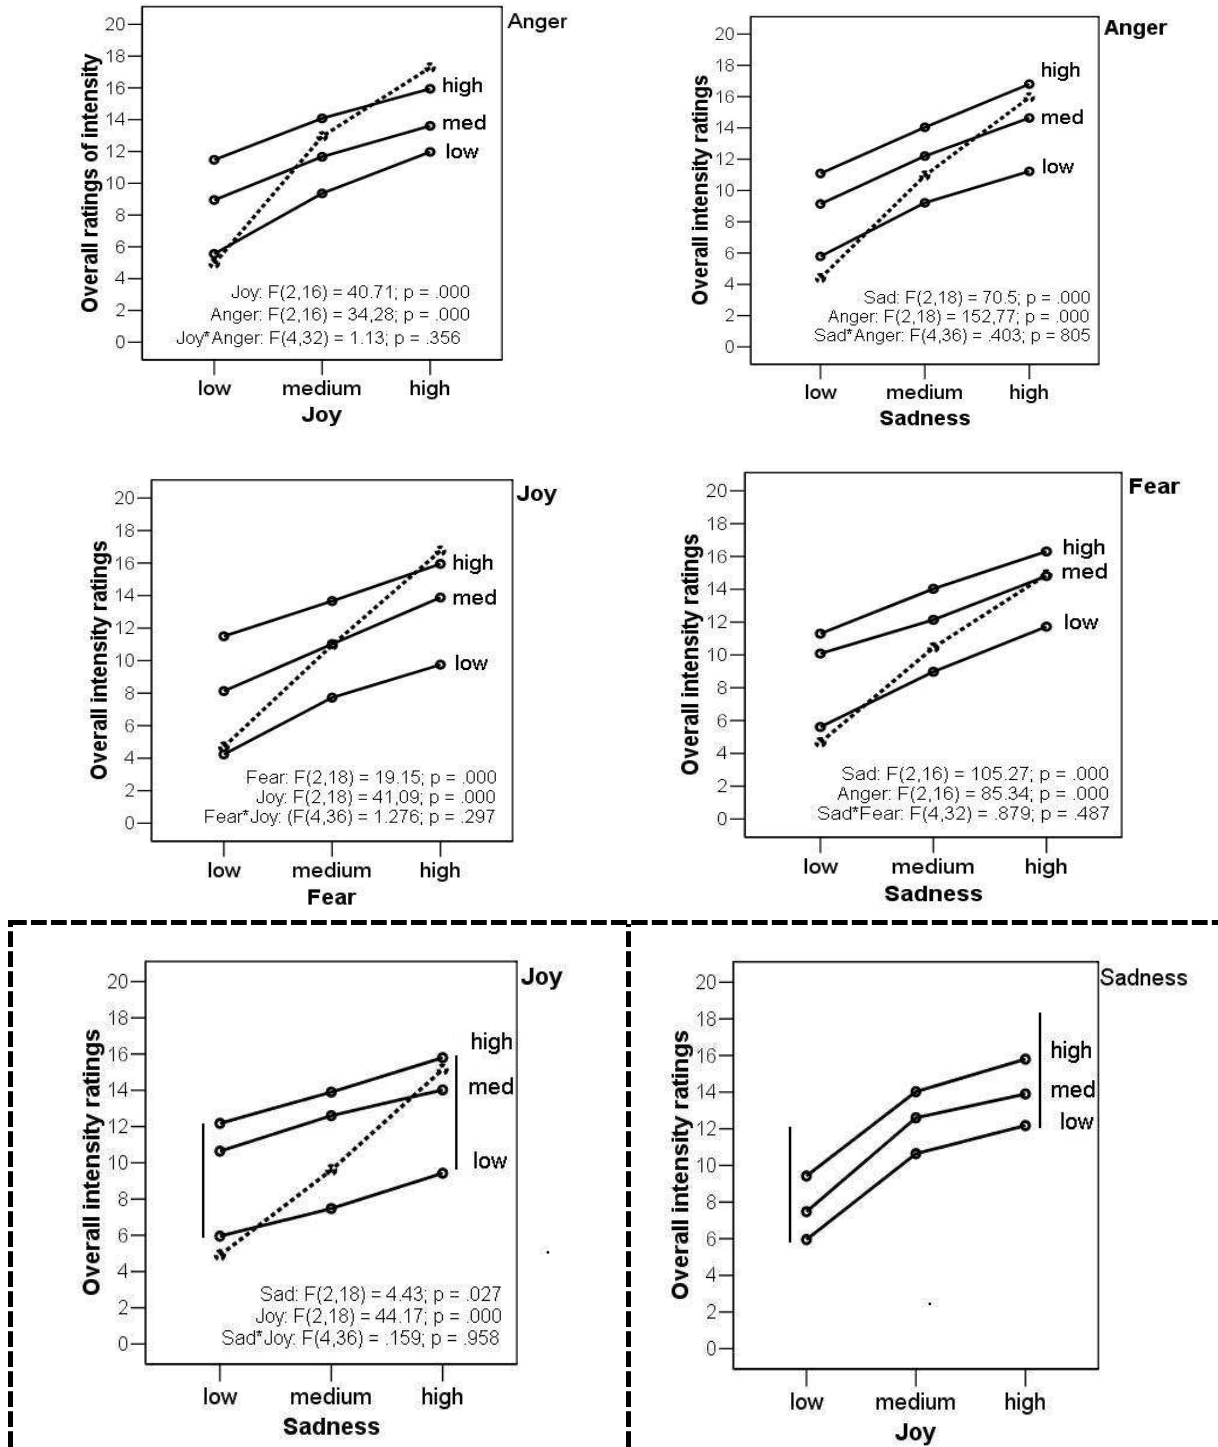 Anger
Overall ratings of intensity
20
18
16
14
12
10
8
6
4
2
0
high
med
low
Joy: F(2,16) = 40.71; p = .000
Anger: F(2,16) = 34,28; p = .000
Joy*Anger: F(4,32) = 1.13; p = .356
low medium high
Joy
Anger
Overall intensity ratings
20
18
16
14
12
10
8
6
4
2
0
high
med
low
Sad: F(2,18) = 70.5; p = .000
Anger: F(2,18) = 152,77; p = .000
Sad*Anger: F(4,36) = .403; p = 805
low medium high
Sadness
Joy
Overall intensity ratings
20
18
16
14
12
10
8
6
4
2
0
high
med
low
Fear: F(2,18) = 19.15; p = .000
Joy: F(2,18) = 41,09; p = .000
Fear*Joy: (F(4,36) = 1.276; p = .297
low medium high
Fear
Fear
Overall intensity ratings
20
18
16
14
12
10
8
6
4
2
0
high
med
low
Sad: F(2,16) = 105.27; p = .000
Anger: F(2,16) = 85.34; p = .000
Sad*Fear: F(4,32) = .879; p = .487
low medium high
Sadness
Joy
Overall intensity ratings
20
18
16
14
12
10
8
6
4
2
0
high
med
low
Sad: F(2,18) = 4.43; p = .027
Joy: F(2,18) = 44.17; p = .000
Sad*Joy: F(4,36) = .159; p = .958
low medium high
Sadness
Sadness
Overall intensity ratings
20
18
16
14
12
10
8
6
4
2
0
high
med
low
low medium high
Joy